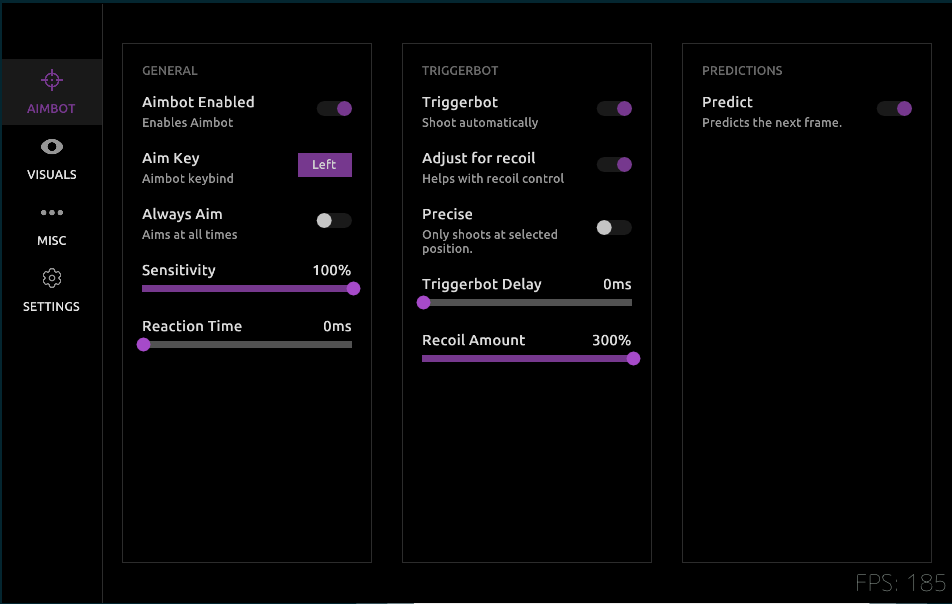 AIMBOT
VISUALS
MISC
SETTINGS
GENERAL
Aimbot Enabled
Enables Aimbot
Aim Key
Aimbot keybind
Left
Always Aim
Aims at all times
Sensitivity 100%
Reaction Time 0ms
TRIGGERBOT
Triggerbot
Shoot automatically
Adjust for recoil
Helps with recoil control
Precise
Only shoots at selected
position.
Triggerbot Delay 0ms
Recoil Amount 300%
PREDICTIONS
Predict
Predicts the next frame.
FPS: 185